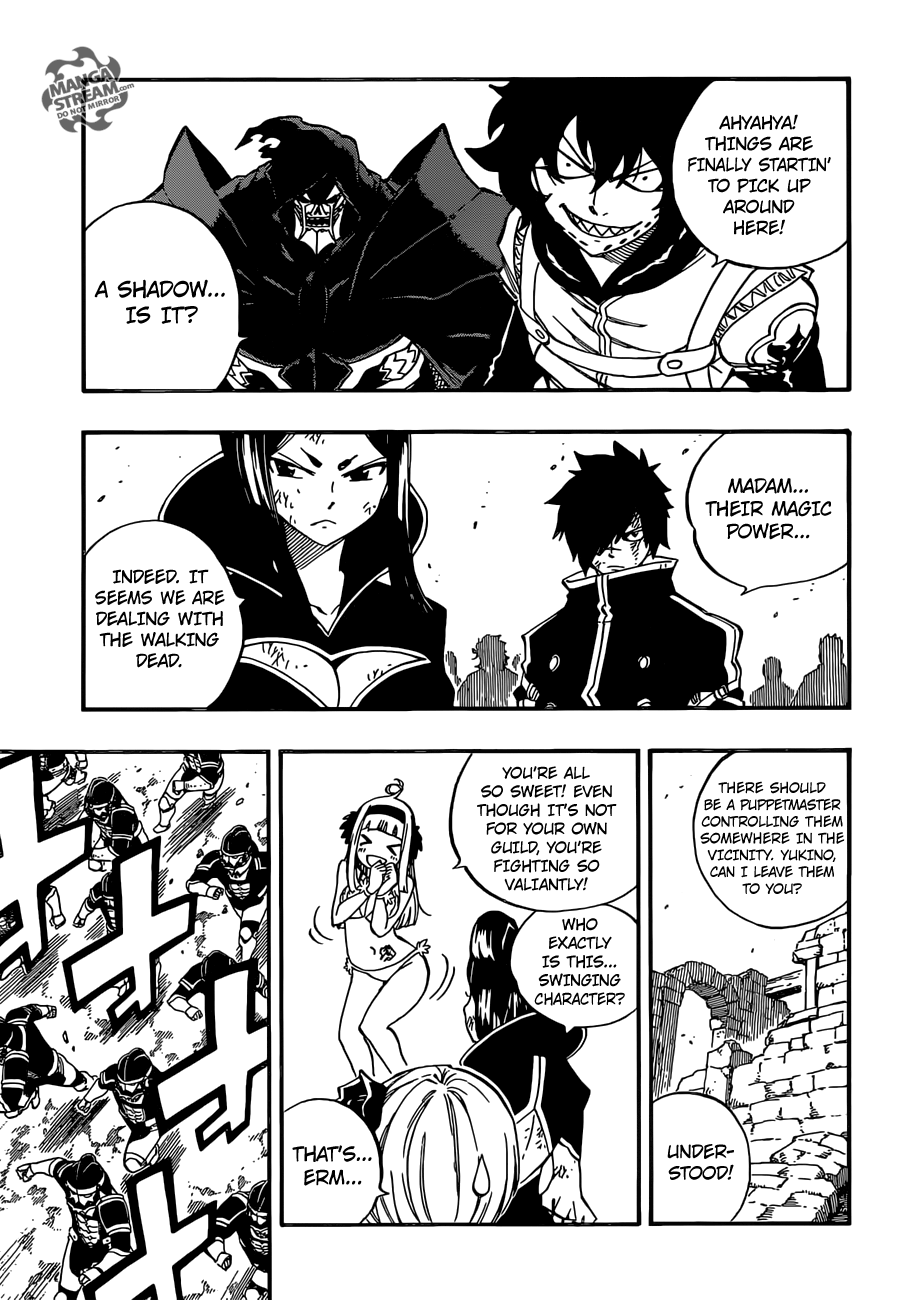 MANGA
STREAM.com
DO NOT MIRROR
AHYAHYA!
THINGS ARE
FINALLY STARTIN'
TO PICK UP
AROUND
HERE!
A SHADOW...
IS IT?
MADAM...
THEIR MAGIC
POWER...
INDEED. IT
SEEMS WE ARE
DEALING WITH
THE WALKING
DEAD.
THERE SHOULD
BE A PUPPETMASTER
CONTROLLING THEM
SOMEWHERE IN THE
VICINITY. YUKINO,
CAN I LEAVE THEM
TO YOU?
UNDER-
STOOD!
YOU'RE ALL
SO SWEET! EVEN
THOUGH IT'S NOT
FOR YOUR OWN
GUILD, YOU'RE
FIGHTING SO
VALIANTLY!
WHO
EXACTLY
IS THIS...
SWINGING
CHARACTER?
THAT'S...
ERM...